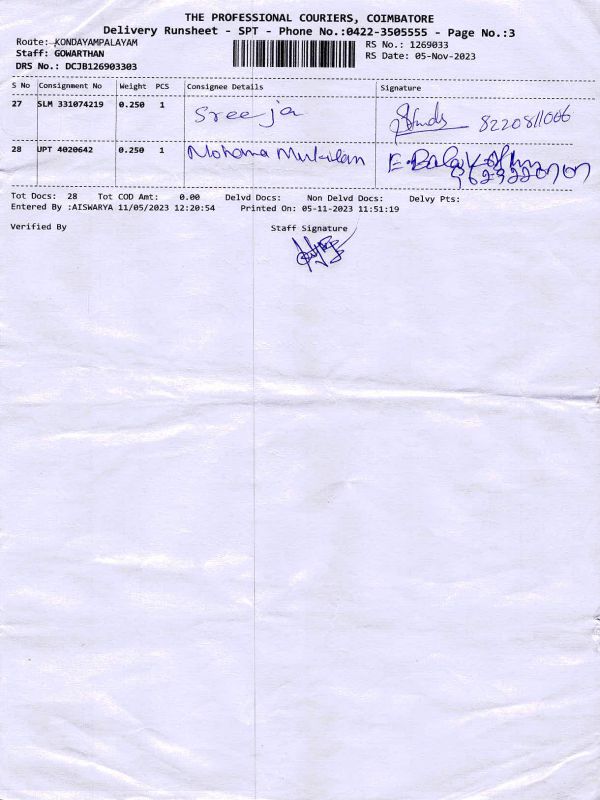 THE PROFESSIONAL COURIERS, COIMBATORE
Delivery Runsheet - SPT - Phone No.:0422-3505555 - Page No.:3
Route: KONDAYAMPALAYAM
RS No.: 1269033
Staff: GOWARTHAN
RS Date: 05-Nov-2023
DRS No.: DCJB126903303
S No Consignment No Weight PCS Consignee Details Signature
27 SLM 331074219 0.250 1 Sreeja 8220811006
28 UPT 4020642 0.250 1 Mohana Mukilan E. Bala
Tot Docs: 28 Tot COD Amt: 0.00 Delvd Docs: Non Delvd Docs: Delvy Pts:
Entered By :AISWARYA 11/05/2023 12:20:54 Printed On: 05-11-2023 11:51:19
Verified By Staff Signature